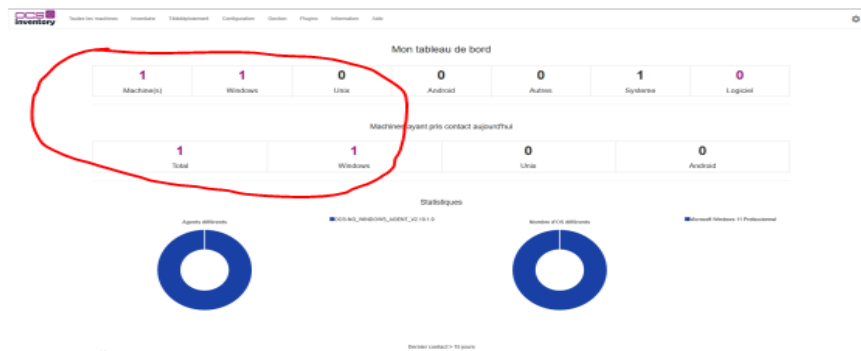 OCS
inventory
Toutes les machines Inventaire Télédéploiement Configuration Gestion Plugins Information Aide
Mon tableau de bord
1 1 0 0 0 1 0
Machine(s) Windows Unix Android Autres Systeme Logiciel
Machines ayant pris contact aujourd'hui
1 1 0 0
Total Windows Unix Android
Statistiques
Agents différents
OCS-NG_WINDOWS_AGENT_V2.10.1.0
Nombre d'OS différents
Microsoft Windows 11 Professionnel
Dernier contact > 15 jours